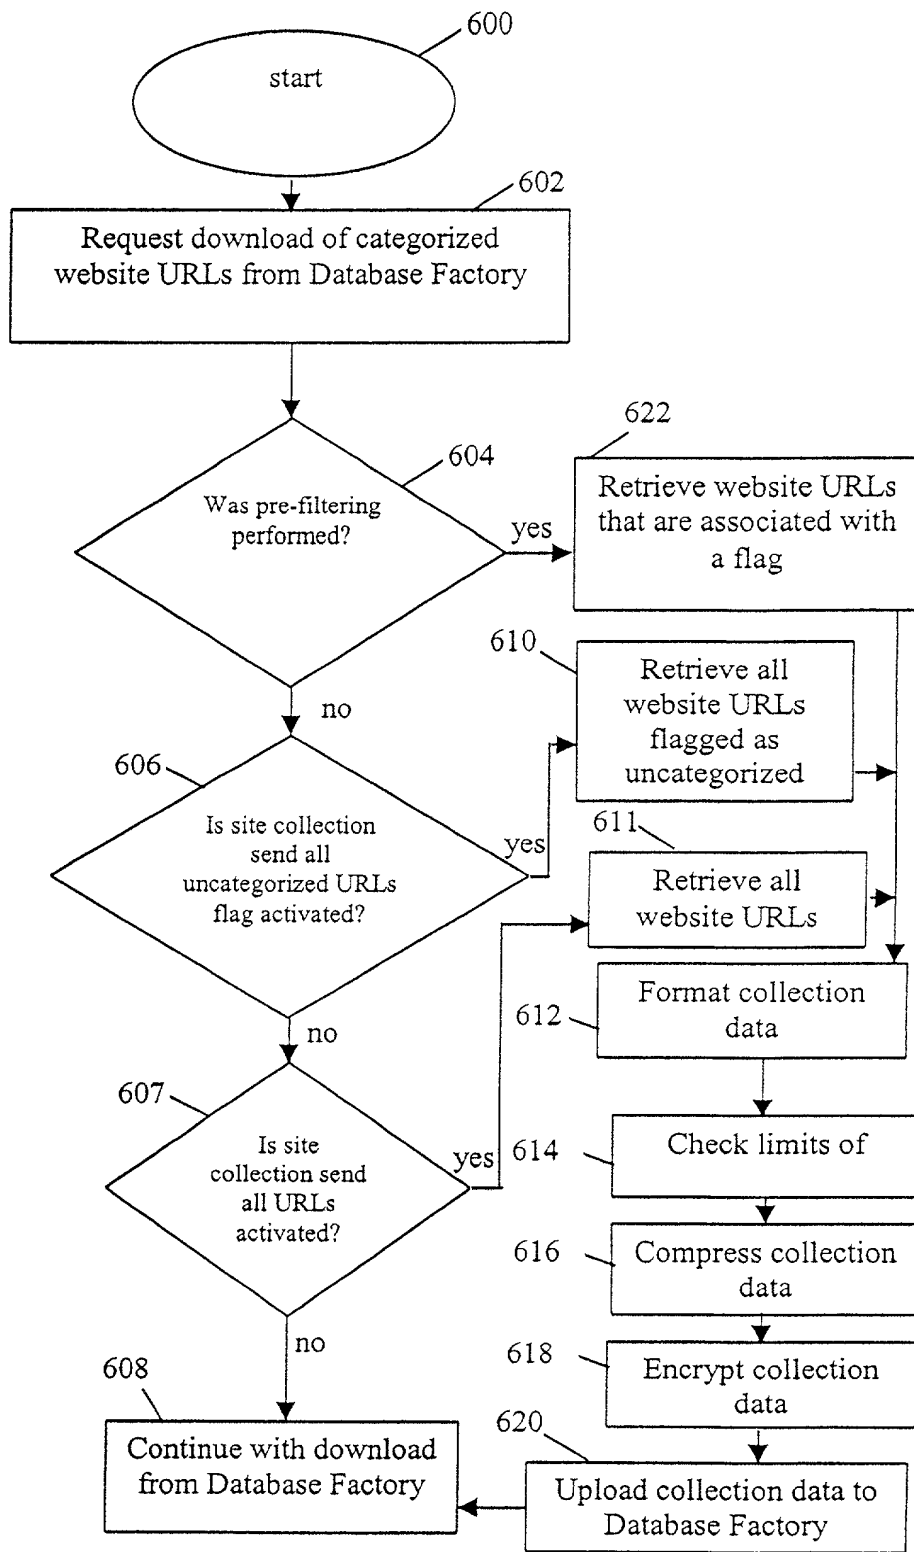 600
start
602
Request download of categorized
website URLs from Database Factory
604
Was pre-filtering
performed?
yes
622
Retrieve website URLs
that are associated with
a flag
no
610
Retrieve all
website URLs
flagged as
uncategorized
606
Is site collection
send all
uncategorized URLs
flag activated?
yes
611
Retrieve all
website URLs
no
612
Format collection
data
607
Is site
collection send
all URLs
activated?
yes
614
Check limits of
616
Compress collection
data
no
618
Encrypt collection
data
608
Continue with download
from Database Factory
620
Upload collection data to
Database Factory